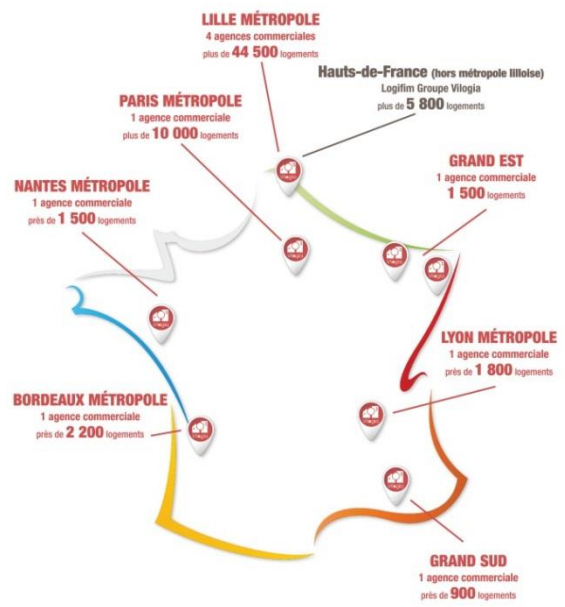 LILLE MÉTROPOLE
4 agences commerciales
plus de 44 500 logements
Hauts-de-France (hors métropole lilloise)
Logifim Groupe Vilogia
plus de 5 800 logements
PARIS MÉTROPOLE
1 agence commerciale
plus de 10 000 logements
GRAND EST
1 agence commerciale
1 500 logements
NANTES MÉTROPOLE
1 agence commerciale
près de 1 500 logements
LYON MÉTROPOLE
1 agence commerciale
près de 1 800 logements
BORDEAUX MÉTROPOLE
1 agence commerciale
près de 2 200 logements
GRAND SUD
1 agence commerciale
près de 900 logements